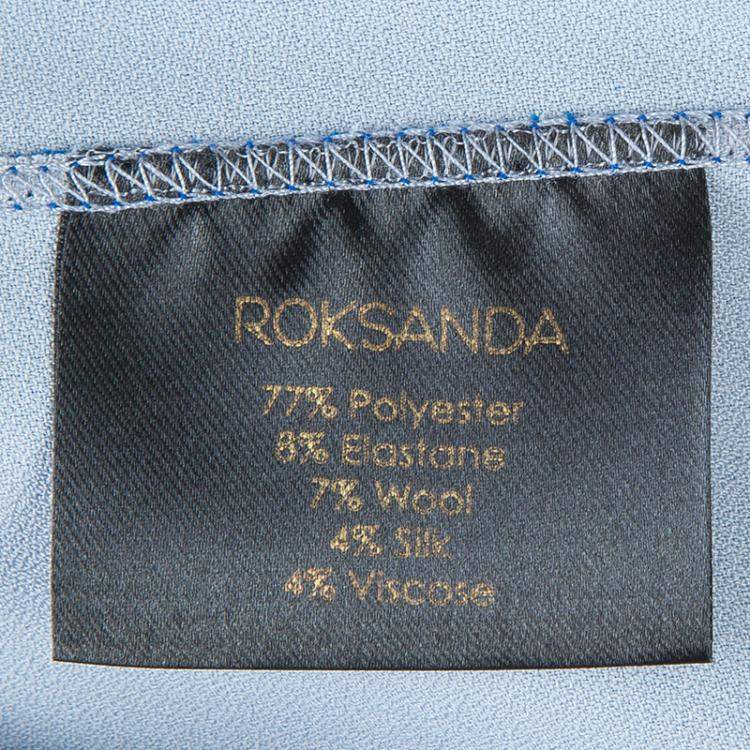 ROKSANDA
77% Polyester
8% Elastane
7% Wool
4% Silk
4% Viscose